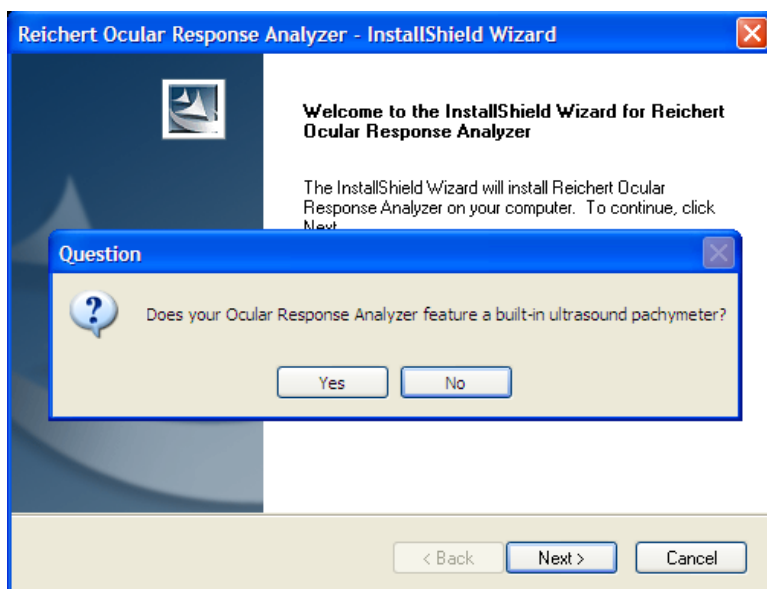 Reichert Ocular Response Analyzer - InstallShield Wizard
Welcome to the InstallShield Wizard for Reichert
Ocular Response Analyzer
The InstallShield Wizard will install Reichert Ocular
Response Analyzer on your computer. To continue, click
Next.
Question
Does your Ocular Response Analyzer feature a built-in ultrasound pachymeter?
Yes No
< Back Next > Cancel